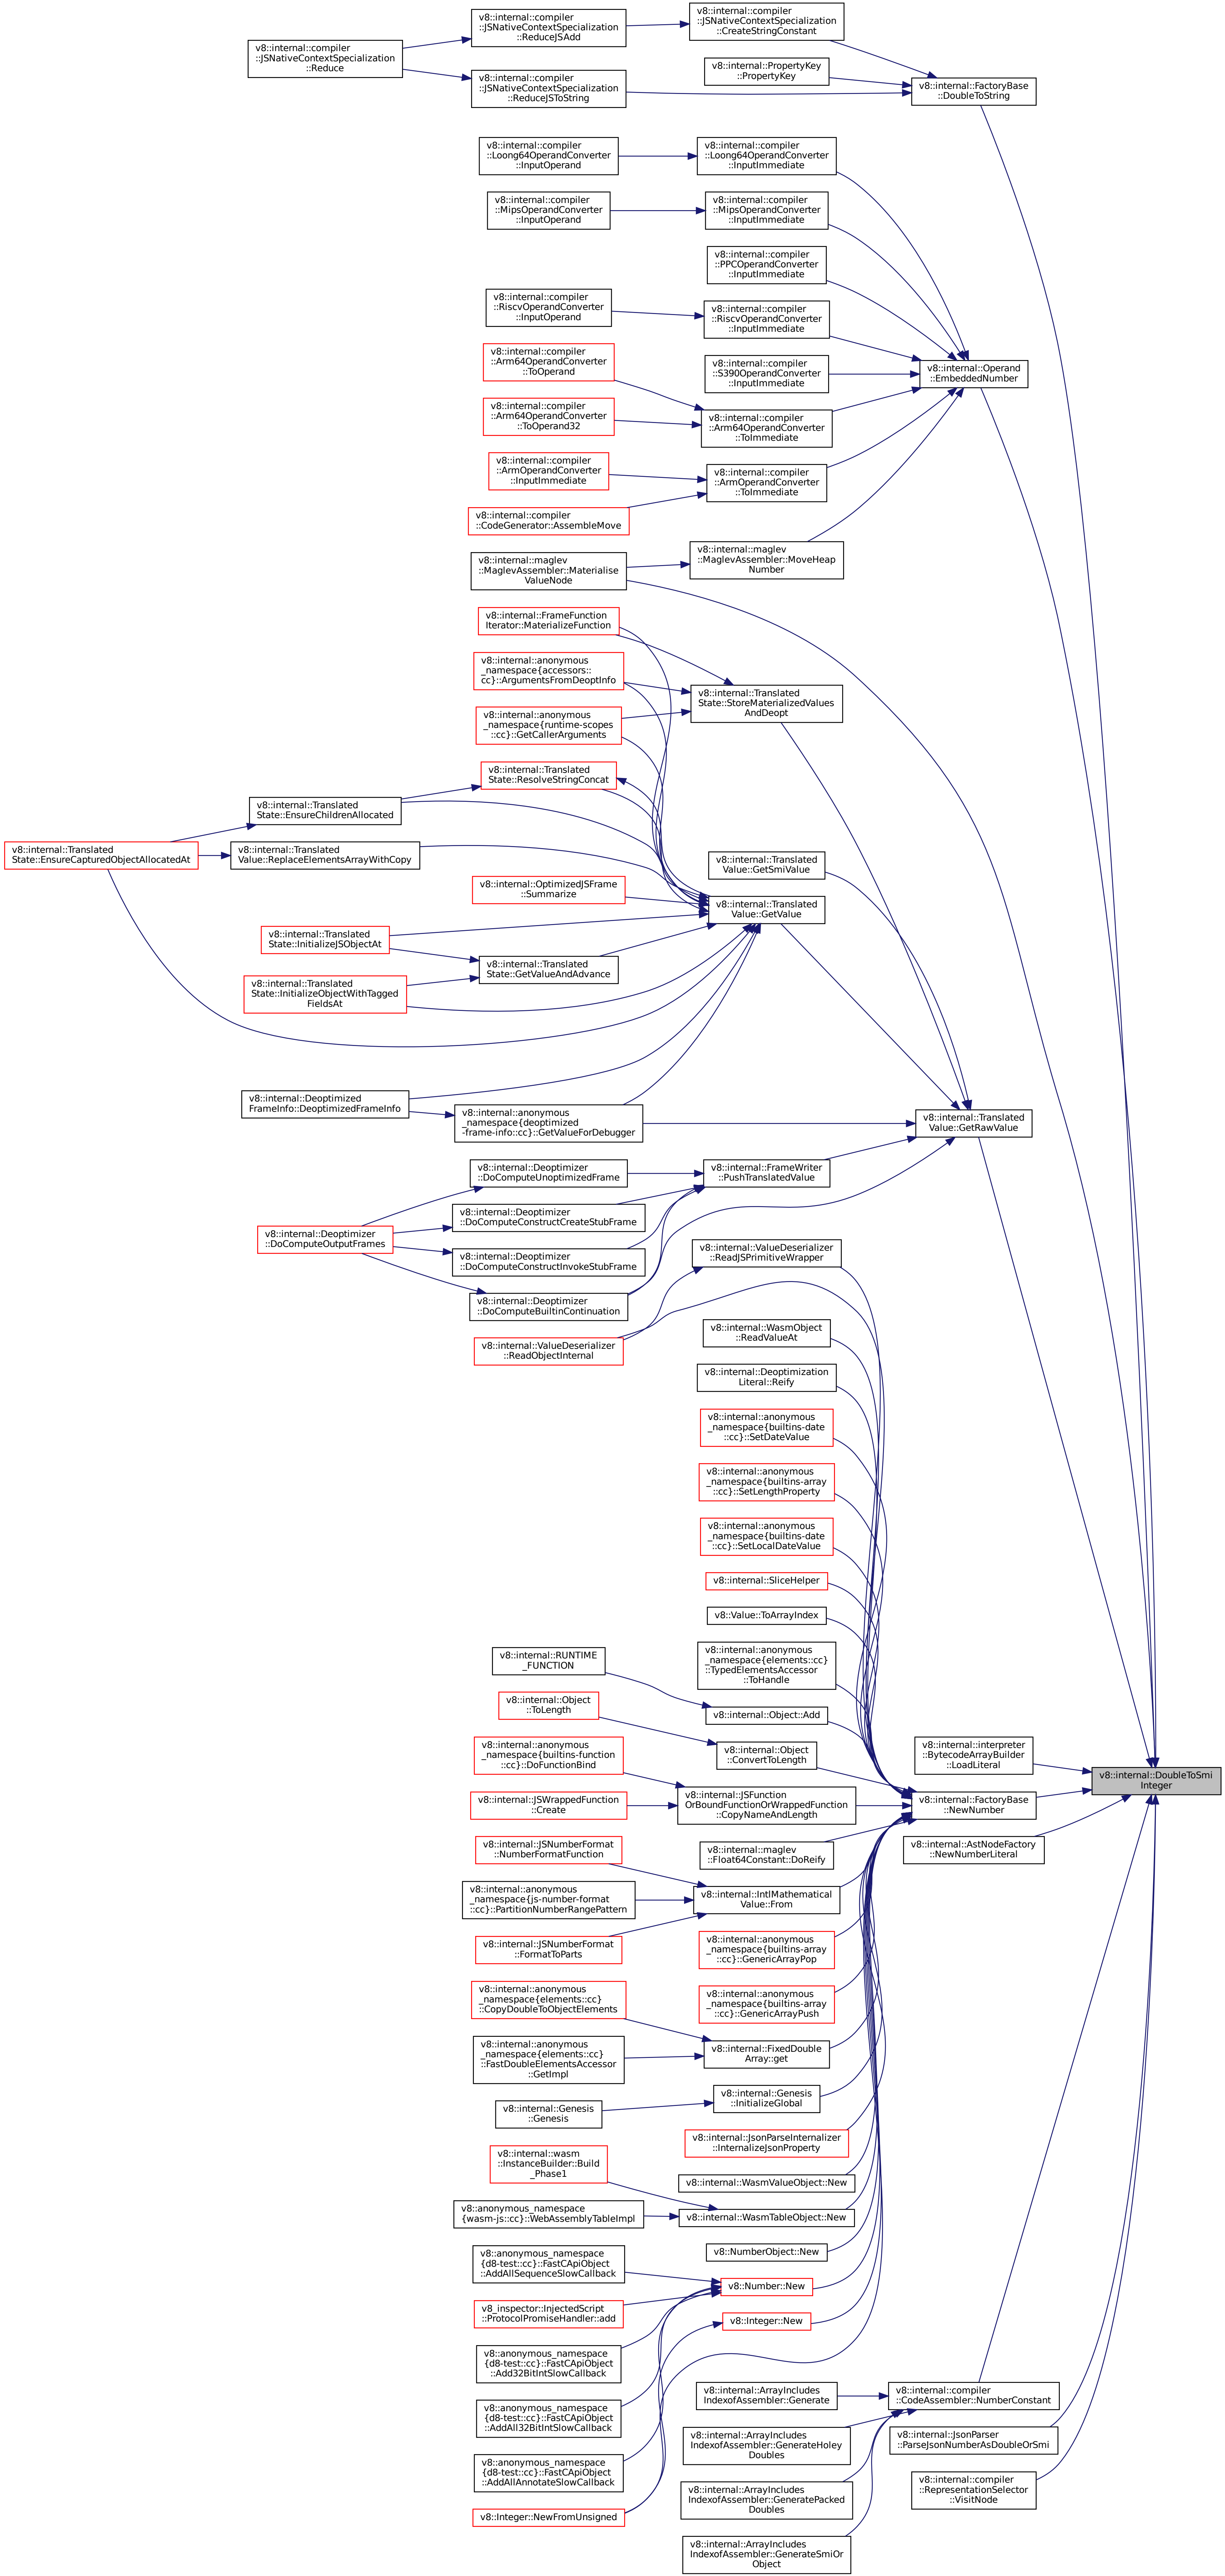 v8::internal::compiler
::JSNativeContextSpecialization
::CreateStringConstant
v8::internal::compiler
::JSNativeContextSpecialization
::ReduceJSAdd
v8::internal::compiler
::JSNativeContextSpecialization
::Reduce
v8::internal::PropertyKey
::PropertyKey
v8::internal::compiler
::JSNativeContextSpecialization
::ReduceJSToString
v8::internal::FactoryBase
::DoubleToString
v8::internal::compiler
::Loong64OperandConverter
::InputOperand
v8::internal::compiler
::Loong64OperandConverter
::InputImmediate
v8::internal::compiler
::MipsOperandConverter
::InputOperand
v8::internal::compiler
::MipsOperandConverter
::InputImmediate
v8::internal::compiler
::PPCOperandConverter
::InputImmediate
v8::internal::compiler
::RiscvOperandConverter
::InputOperand
v8::internal::compiler
::RiscvOperandConverter
::InputImmediate
v8::internal::compiler
::Arm64OperandConverter
::ToOperand
v8::internal::compiler
::S390OperandConverter
::InputImmediate
v8::internal::Operand
::EmbeddedNumber
v8::internal::compiler
::Arm64OperandConverter
::ToOperand32
v8::internal::compiler
::Arm64OperandConverter
::ToImmediate
v8::internal::compiler
::ArmOperandConverter
::InputImmediate
v8::internal::compiler
::ArmOperandConverter
::ToImmediate
v8::internal::compiler
::CodeGenerator::AssembleMove
v8::internal::maglev
::MaglevAssembler::Materialise
ValueNode
v8::internal::maglev
::MaglevAssembler::MoveHeap
Number
v8::internal::FrameFunction
Iterator::MaterializeFunction
v8::internal::anonymous
_namespace{accessors::
cc}::ArgumentsFromDeoptInfo
v8::internal::Translated
State::StoreMaterializedValues
AndDeopt
v8::internal::anonymous
_namespace{runtime-scopes
::cc}::GetCallerArguments
v8::internal::Translated
State::ResolveStringConcat
v8::internal::Translated
State::EnsureChildrenAllocated
v8::internal::Translated
State::EnsureCapturedObjectAllocatedAt
v8::internal::Translated
Value::ReplaceElementsArrayWithCopy
v8::internal::Translated
Value::GetSmiValue
v8::internal::OptimizedJSFrame
::Summarize
v8::internal::Translated
Value::GetValue
v8::internal::Translated
State::InitializeJSObjectAt
v8::internal::Translated
State::GetValueAndAdvance
v8::internal::Translated
State::InitializeObjectWithTagged
FieldsAt
v8::internal::Deoptimized
FrameInfo::DeoptimizedFrameInfo
v8::internal::anonymous
_namespace{deoptimized
-frame-info::cc}::GetValueForDebugger
v8::internal::Translated
Value::GetRawValue
v8::internal::Deoptimizer
::DoComputeUnoptimizedFrame
v8::internal::FrameWriter
::PushTranslatedValue
v8::internal::Deoptimizer
::DoComputeConstructCreateStubFrame
v8::internal::Deoptimizer
::DoComputeOutputFrames
v8::internal::Deoptimizer
::DoComputeConstructInvokeStubFrame
v8::internal::ValueDeserializer
::ReadJSPrimitiveWrapper
v8::internal::Deoptimizer
::DoComputeBuiltinContinuation
v8::internal::ValueDeserializer
::ReadObjectInternal
v8::internal::WasmObject
::ReadValueAt
v8::internal::Deoptimization
Literal::Reify
v8::internal::anonymous
_namespace{builtins-date
::cc}::SetDateValue
v8::internal::anonymous
_namespace{builtins-array
::cc}::SetLengthProperty
v8::internal::anonymous
_namespace{builtins-date
::cc}::SetLocalDateValue
v8::internal::SliceHelper
v8::Value::ToArrayIndex
v8::internal::anonymous
_namespace{elements::cc}
::TypedElementsAccessor
::ToHandle
v8::internal::RUNTIME
_FUNCTION
v8::internal::Object::Add
v8::internal::Object
::ToLength
v8::internal::Object
::ConvertToLength
v8::internal::interpreter
::BytecodeArrayBuilder
::LoadLiteral
v8::internal::DoubleToSmi
Integer
v8::internal::anonymous
_namespace{builtins-function
::cc}::DoFunctionBind
v8::internal::JSWrappedFunction
::Create
v8::internal::JSFunction
OrBoundFunctionOrWrappedFunction
::CopyNameAndLength
v8::internal::FactoryBase
::NewNumber
v8::internal::JSNumberFormat
::NumberFormatFunction
v8::internal::maglev
::Float64Constant::DoReify
v8::internal::AstNodeFactory
::NewNumberLiteral
v8::internal::anonymous
_namespace{js-number-format
::cc}::PartitionNumberRangePattern
v8::internal::IntlMathematical
Value::From
v8::internal::JSNumberFormat
::FormatToParts
v8::internal::anonymous
_namespace{builtins-array
::cc}::GenericArrayPop
v8::internal::anonymous
_namespace{elements::cc}
::CopyDoubleToObjectElements
v8::internal::anonymous
_namespace{builtins-array
::cc}::GenericArrayPush
v8::internal::anonymous
_namespace{elements::cc}
::FastDoubleElementsAccessor
::GetImpl
v8::internal::FixedDouble
Array::get
v8::internal::Genesis
::Genesis
v8::internal::Genesis
::InitializeGlobal
v8::internal::JsonParseInternalizer
::InternalizeJsonProperty
v8::internal::wasm
::InstanceBuilder::Build
_Phase1
v8::internal::WasmValueObject::New
v8::anonymous_namespace
{wasm-js::cc}::WebAssemblyTableImpl
v8::internal::WasmTableObject::New
v8::NumberObject::New
v8::anonymous_namespace
{d8-test::cc}::FastCApiObject
::AddAllSequenceSlowCallback
v8::Number::New
v8_inspector::InjectedScript
::ProtocolPromiseHandler::add
v8::Integer::New
v8::anonymous_namespace
{d8-test::cc}::FastCApiObject
::Add32BitIntSlowCallback
v8::internal::ArrayIncludes
IndexofAssembler::Generate
v8::internal::compiler
::CodeAssembler::NumberConstant
v8::anonymous_namespace
{d8-test::cc}::FastCApiObject
::AddAll32BitIntSlowCallback
v8::internal::ArrayIncludes
IndexofAssembler::GenerateHoley
Doubles
v8::internal::JsonParser
::ParseJsonNumberAsDoubleOrSmi
v8::anonymous_namespace
{d8-test::cc}::FastCApiObject
::AddAllAnnotateSlowCallback
v8::internal::ArrayIncludes
IndexofAssembler::GeneratePacked
Doubles
v8::internal::compiler
::RepresentationSelector
::VisitNode
v8::Integer::NewFromUnsigned
v8::internal::ArrayIncludes
IndexofAssembler::GenerateSmiOr
Object